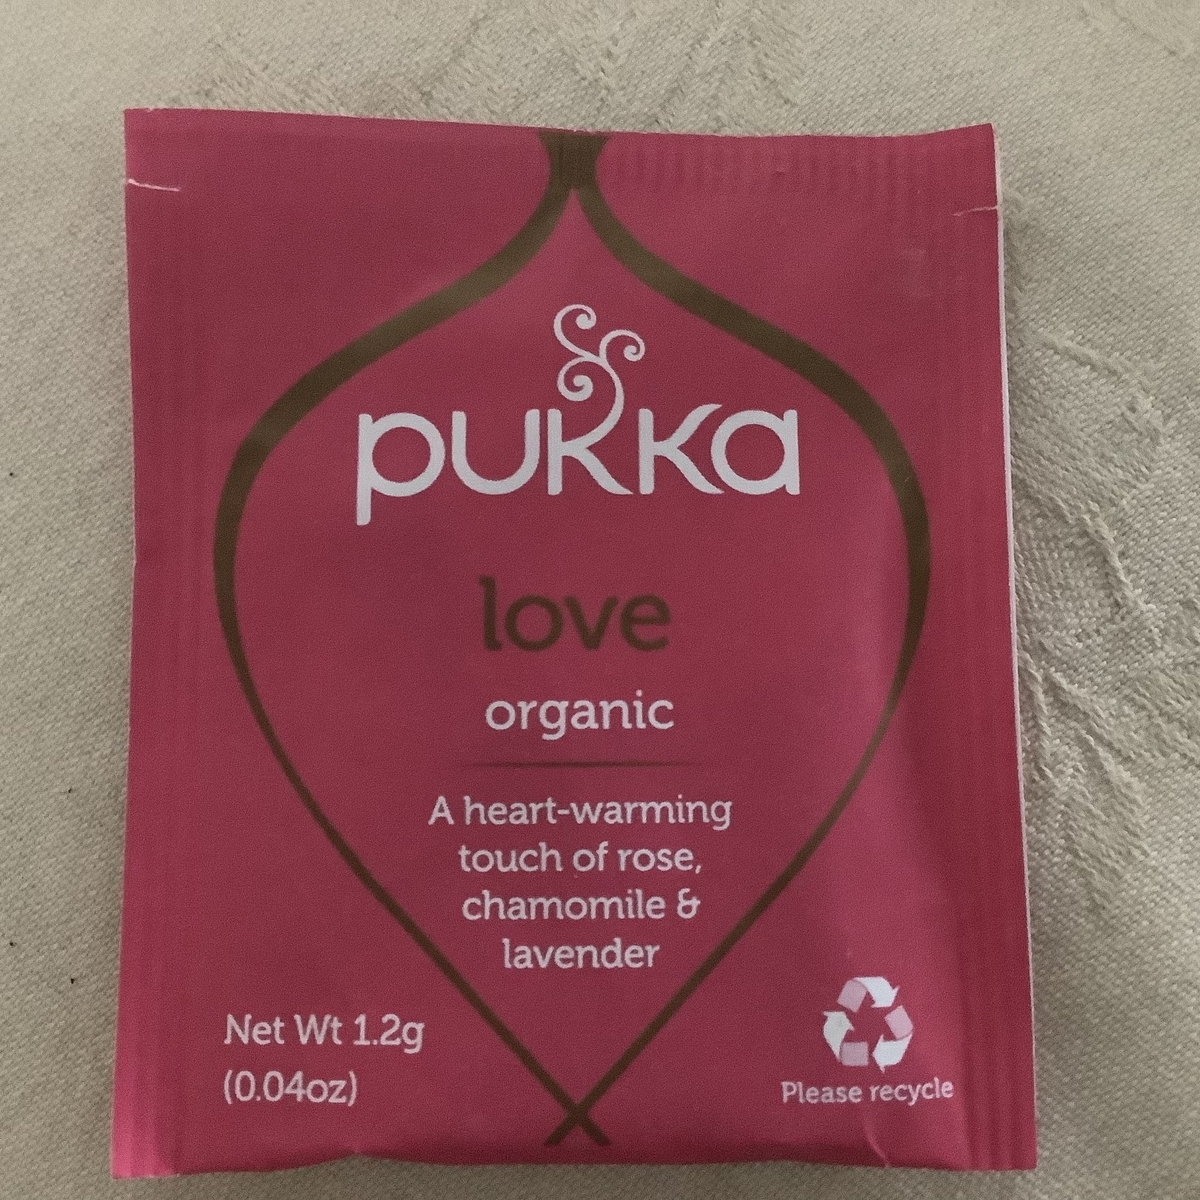 pukka
love
organic
A heart-warming
touch of rose,
chamomile &
lavender
Net Wt 1.2g
(0.04oz)
Please recycle